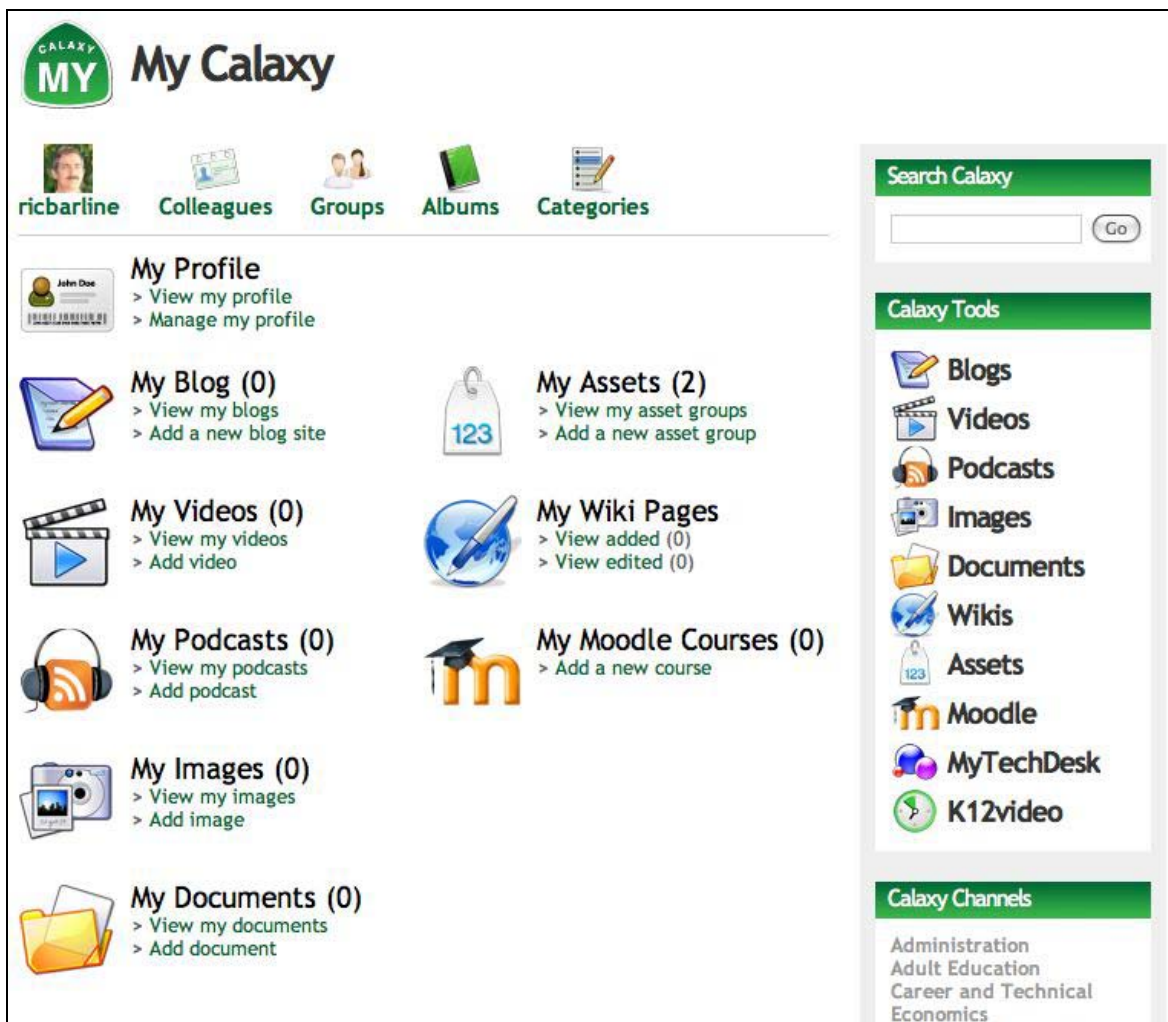 CALAXY
MY
My Calaxy
ricbarline
Colleagues
Groups
Albums
Categories
John Doe
My Profile
> View my profile
> Manage my profile
My Blog (0)
> View my blogs
> Add a new blog site
123
My Assets (2)
> View my asset groups
> Add a new asset group
My Videos (0)
> View my videos
> Add video
My Wiki Pages
> View added (0)
> View edited (0)
My Podcasts (0)
> View my podcasts
> Add podcast
m
My Moodle Courses (0)
> Add a new course
My Images (0)
> View my images
> Add image
My Documents (0)
> View my documents
> Add document
Search Calaxy
Go
Calaxy Tools
Blogs
Videos
Podcasts
Images
Documents
Wikis
123
Assets
m
Moodle
MyTechDesk
K12video
Calaxy Channels
Administration
Adult Education
Career and Technical
Economics